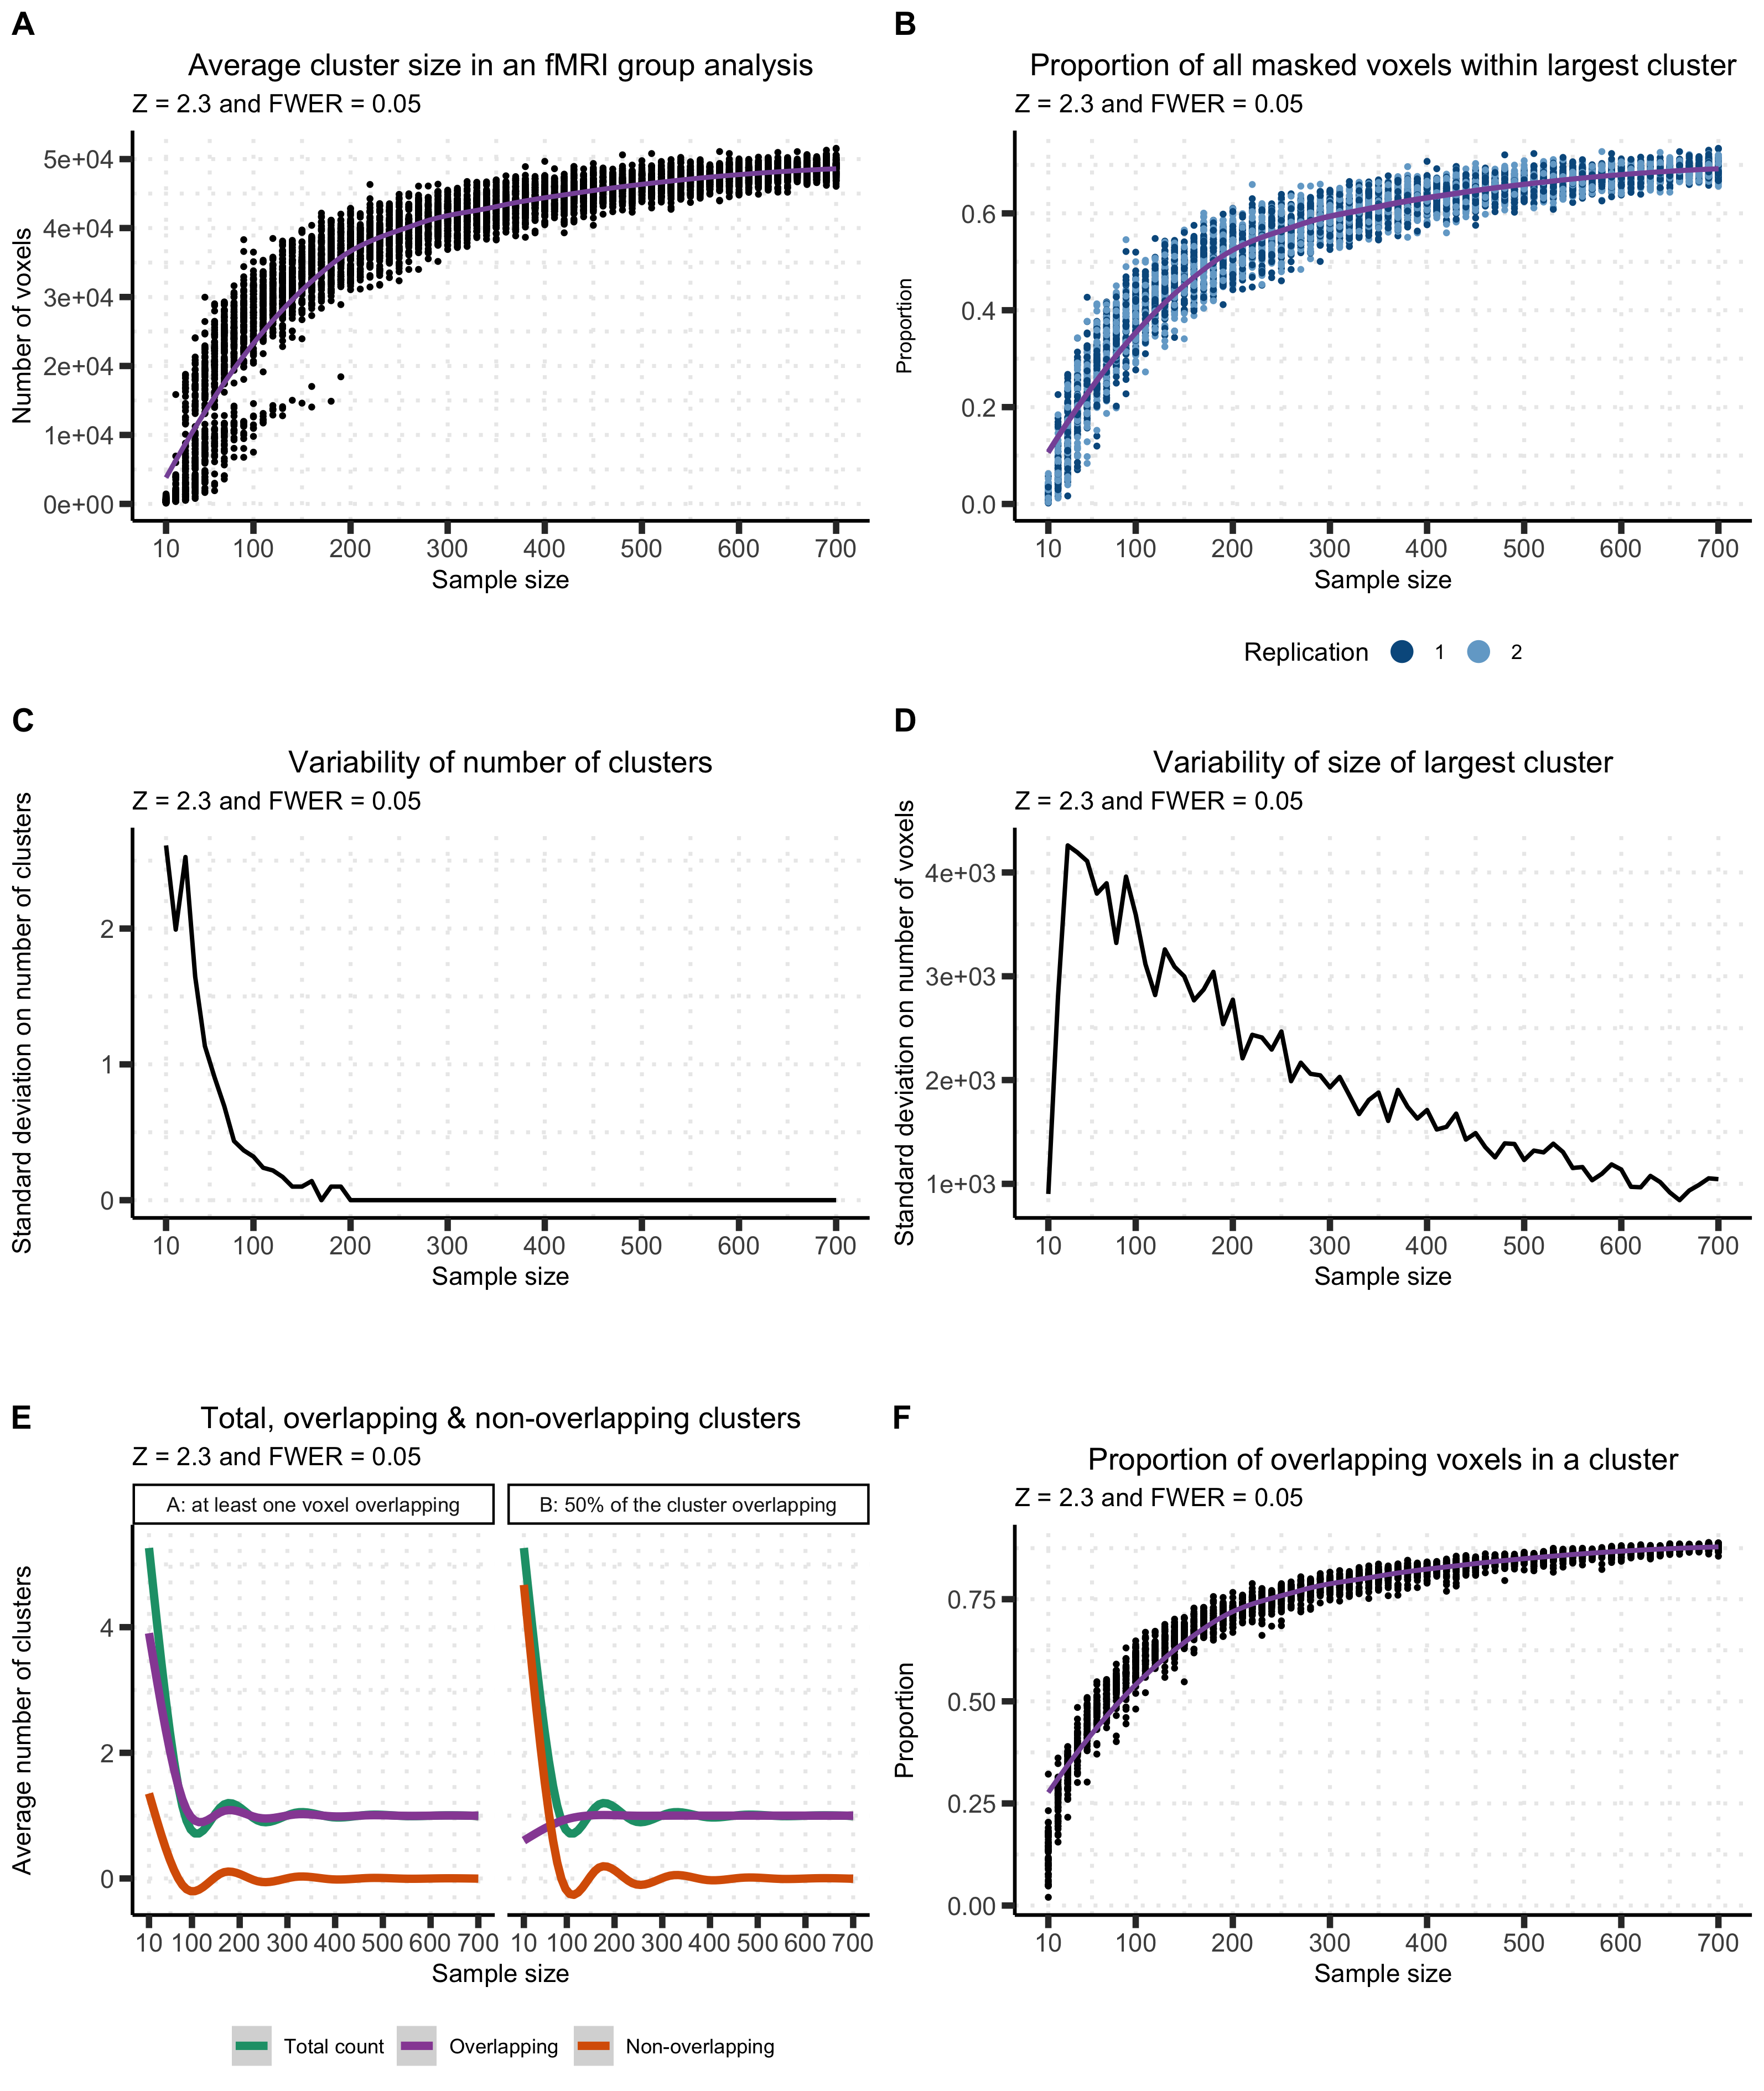 A
Average cluster size in an fMRI group analysis
Z = 2.3 and FWER = 0.05
Number of voxels
5e+04
4e+04
3e+04
2e+04
1e+04
0e+00
10 100 200 300 400 500 600 700
Sample size
B
Proportion of all masked voxels within largest cluster
Z = 2.3 and FWER = 0.05
Proportion
0.6
0.4
0.2
0.0
10 100 200 300 400 500 600 700
Sample size
Replication 1 2
C
Variability of number of clusters
Z = 2.3 and FWER = 0.05
Standard deviation on number of clusters
2
1
0
10 100 200 300 400 500 600 700
Sample size
D
Variability of size of largest cluster
Z = 2.3 and FWER = 0.05
Standard deviation on number of voxels
4e+03
3e+03
2e+03
1e+03
10 100 200 300 400 500 600 700
Sample size
E
Total, overlapping & non-overlapping clusters
Z = 2.3 and FWER = 0.05
A: at least one voxel overlapping
B: 50% of the cluster overlapping
Average number of clusters
4
2
0
10 100 200 300 400 500 600 700
10 100 200 300 400 500 600 700
Sample size
Total count Overlapping Non-overlapping
F
Proportion of overlapping voxels in a cluster
Z = 2.3 and FWER = 0.05
Proportion
0.75
0.50
0.25
0.00
10 100 200 300 400 500 600 700
Sample size